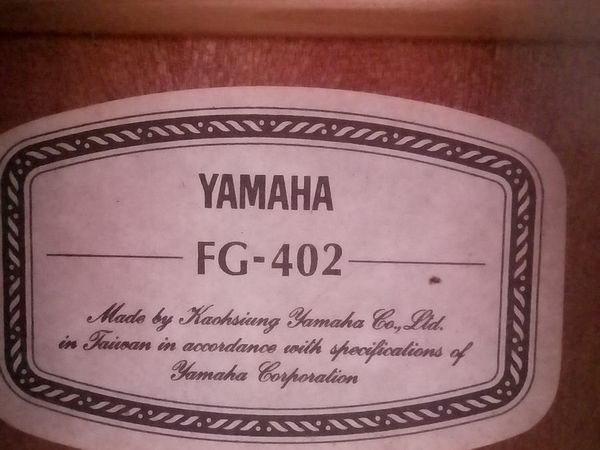 YAMAHA
FG-402
Made by Kaohsiung Yamaha Co., Ltd.
in Taiwan in accordance with specifications of
Yamaha Corporation